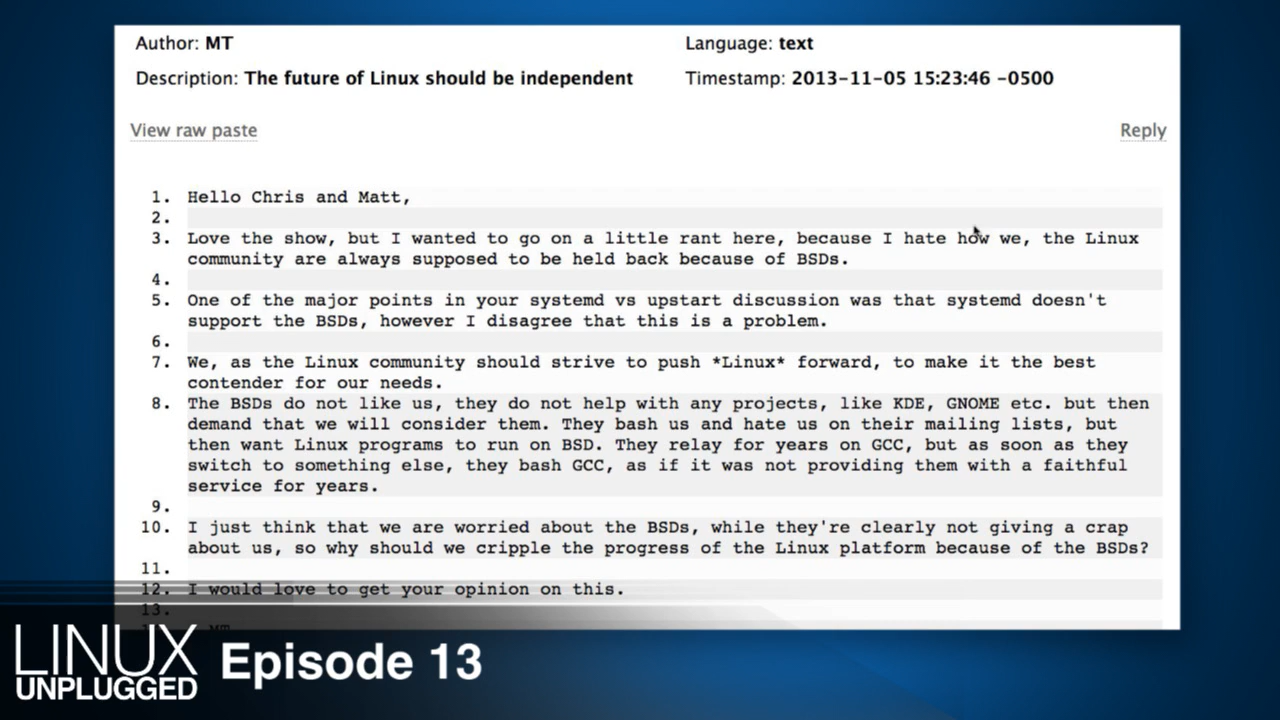 Author: MT
Language: text
Description: The future of Linux should be independent
Timestamp: 2013-11-05 15:23:46 -0500
View raw paste
Reply
1. Hello Chris and Matt,
2.
3. Love the show, but I wanted to go on a little rant here, because I hate how we, the Linux
community are always supposed to be held back because of BSDs.
4.
5. One of the major points in your systemd vs upstart discussion was that systemd doesn't
support the BSDs, however I disagree that this is a problem.
6.
7. We, as the Linux community should strive to push *Linux* forward, to make it the best
contender for our needs.
8. The BSDs do not like us, they do not help with any projects, like KDE, GNOME etc. but then
demand that we will consider them. They bash us and hate us on their mailing lists, but
then want Linux programs to run on BSD. They relay for years on GCC, but as soon as they
switch to something else, they bash GCC, as if it was not providing them with a faithful
service for years.
9.
10. I just think that we are worried about the BSDs, while they're clearly not giving a crap
about us, so why should we cripple the progress of the Linux platform because of the BSDs?
11.
12. I would love to get your opinion on this.
13.
LINUX
UNPLUGGED
Episode 13